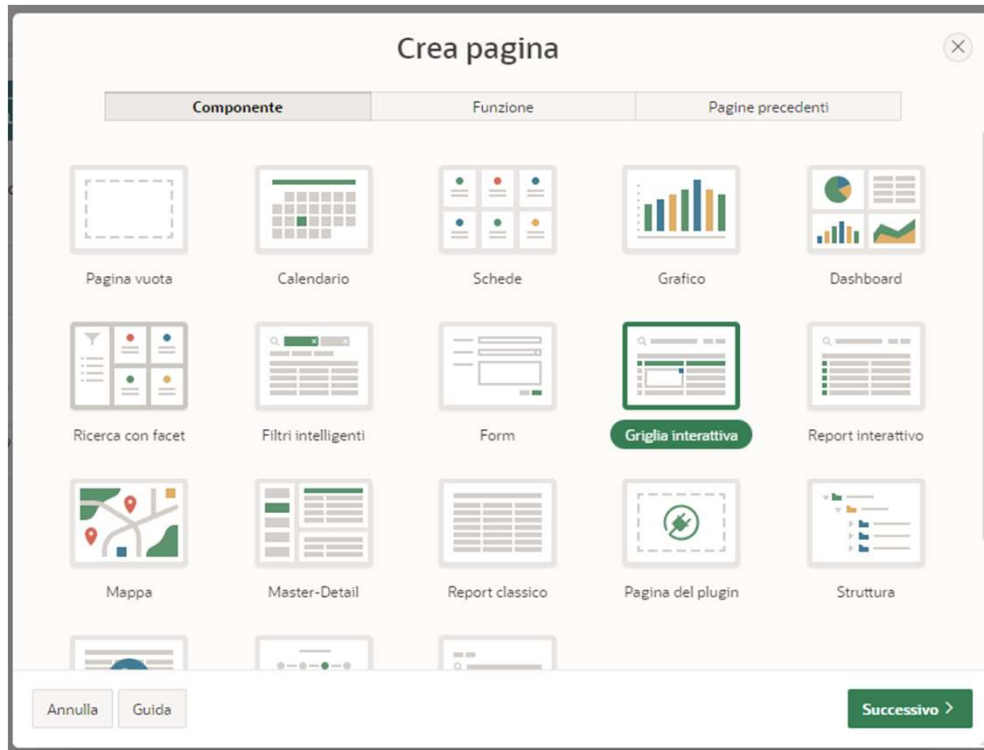 Crea pagina
Componente
Funzione
Pagine precedenti
Pagina vuota
Calendario
Schede
Grafico
Dashboard
Ricerca con facet
Filtri intelligenti
Form
Griglia interattiva
Report interattivo
Mappa
Master-Detail
Report classico
Pagina del plugin
Struttura
Annulla
Guida
Successivo